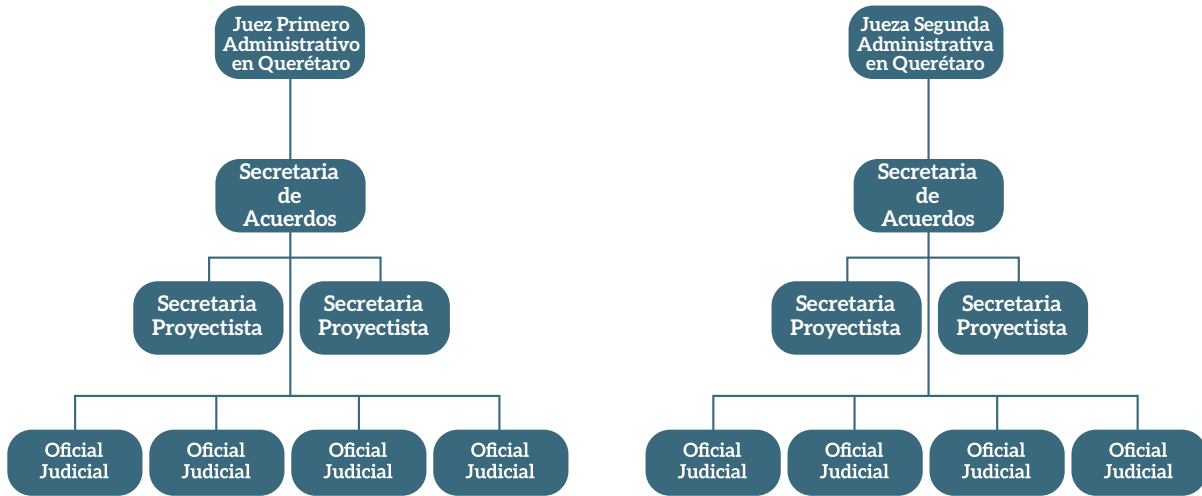 Juez Primero
Administrativo
en Querétaro
Secretaria
de
Acuerdos
Secretaria
Proyectista
Secretaria
Proyectista
Oficial
Judicial
Oficial
Judicial
Oficial
Judicial
Oficial
Judicial
Jueza Segunda
Administrativa
en Querétaro
Secretaria
de
Acuerdos
Secretaria
Proyectista
Secretaria
Proyectista
Oficial
Judicial
Oficial
Judicial
Oficial
Judicial
Oficial
Judicial